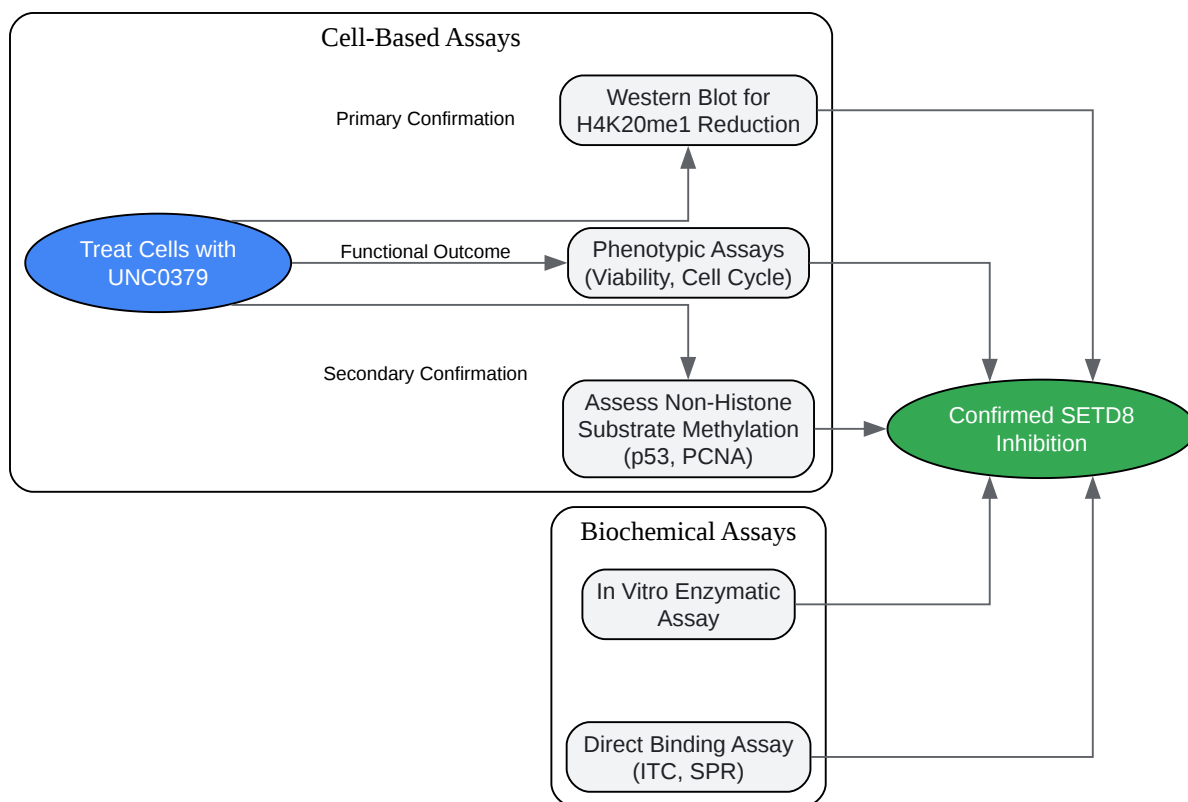 Cell-Based Assays
Primary Confirmation
Western Blot for
H4K20me1 Reduction
Treat Cells with
UNC0379
Functional Outcome
Phenotypic Assays
(Viability, Cell Cycle)
Secondary Confirmation
Assess Non-Histone
Substrate Methylation
(p53, PCNA)
Confirmed SETD8
Inhibition
Biochemical Assays
In Vitro Enzymatic
Assay
Direct Binding Assay
(ITC, SPR)